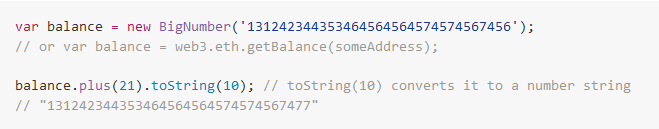 var balance = new BigNumber('131242344353464564564574574567456');
// or var balance = web3.eth.getBalance(someAddress);
balance.plus(21).toString(10); // toString(10) converts it to a number string
// "131242344353464564564574574567477"